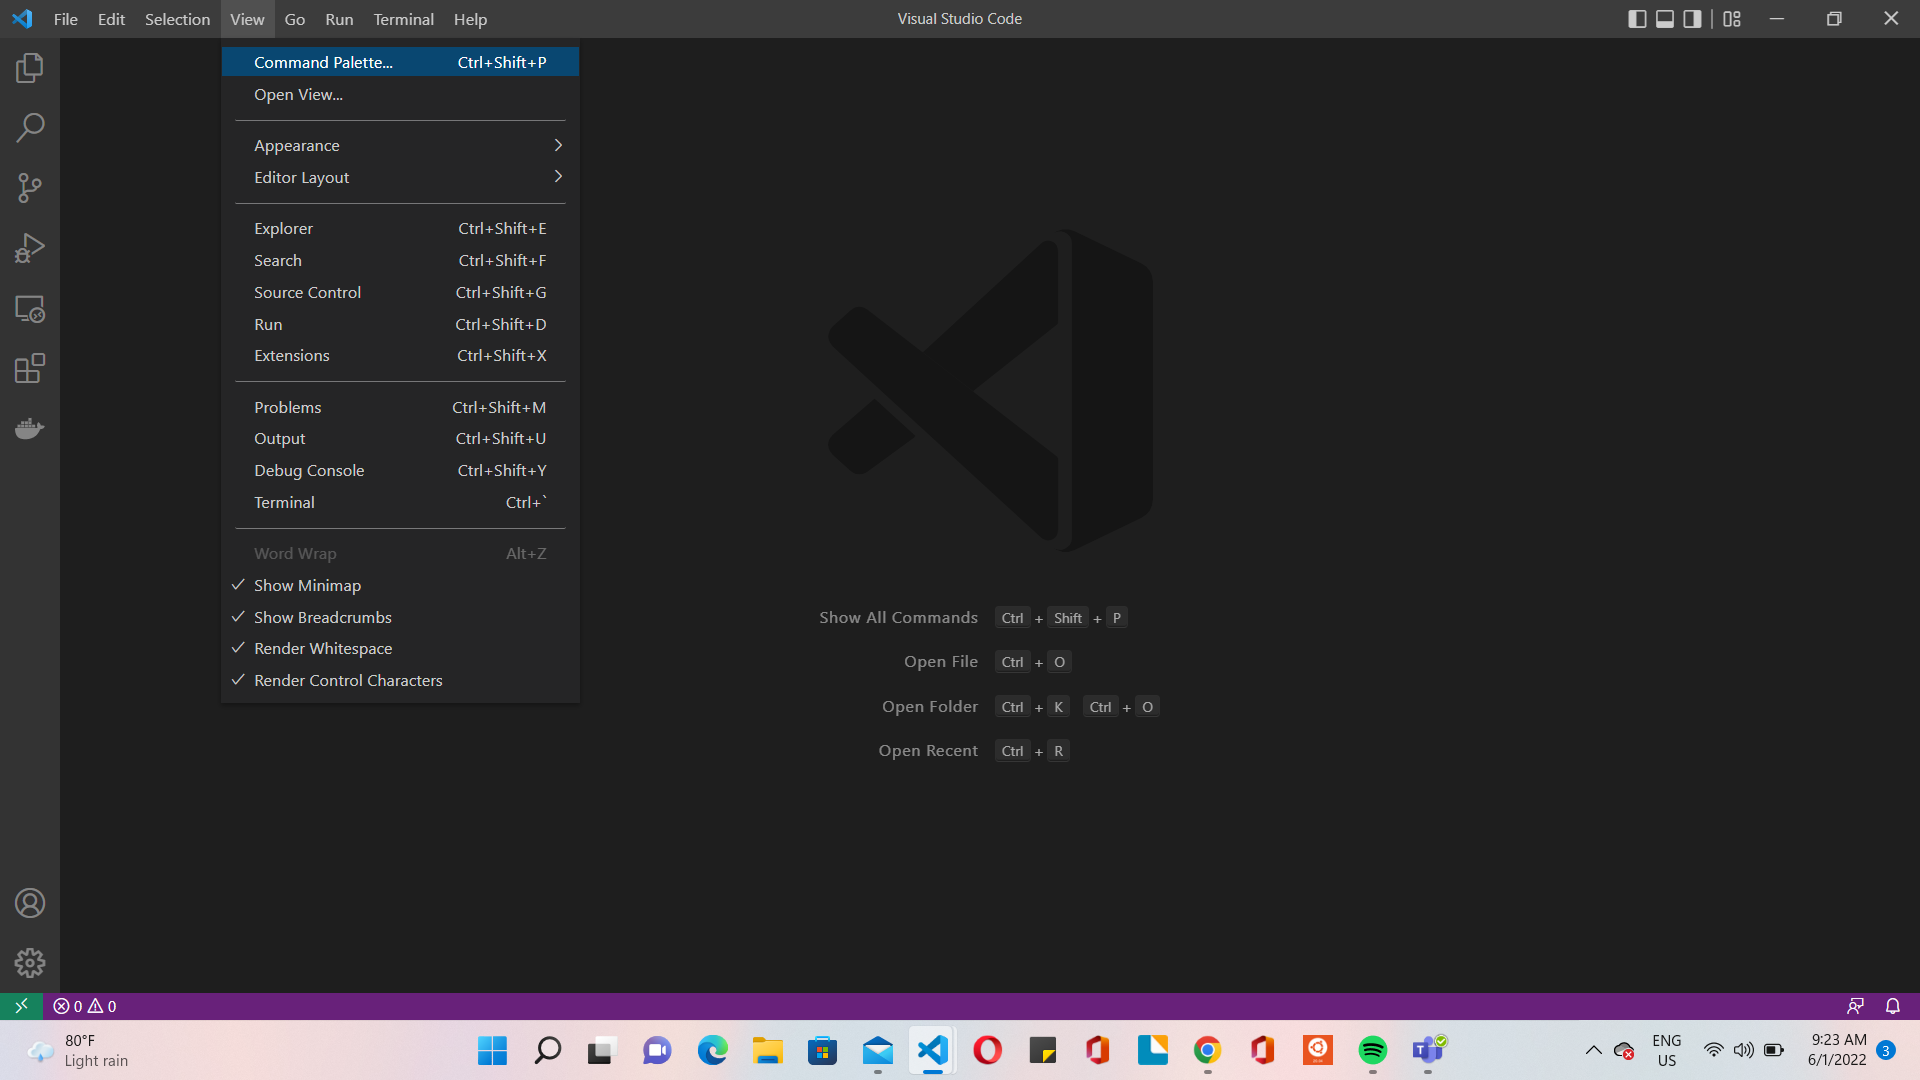 File Edit Selection View Go Run Terminal Help Visual Studio Code
Command Palette... Ctrl+Shift+P
Open View...
Appearance
Editor Layout
Explorer Ctrl+Shift+E
Search Ctrl+Shift+F
Source Control Ctrl+Shift+G
Run Ctrl+Shift+D
Extensions Ctrl+Shift+X
Problems Ctrl+Shift+M
Output Ctrl+Shift+U
Debug Console Ctrl+Shift+Y
Terminal Ctrl+`
Word Wrap Alt+Z
Show Minimap
Show Breadcrumbs
Render Whitespace
Render Control Characters
Show All Commands Ctrl + Shift + P
Open File Ctrl + O
Open Folder Ctrl + K Ctrl + O
Open Recent Ctrl + R
0 0
80°F
Light rain
ENG
US
9:23 AM
6/1/2022
3